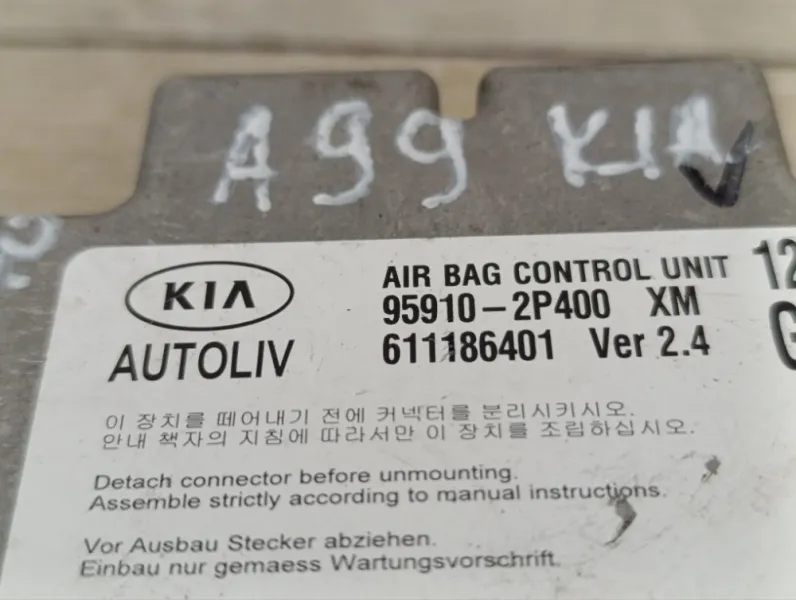 A99 KIA
KIA
AUTOLIV
AIR BAG CONTROL UNIT
95910-2P400 XM
611186401 Ver 2.4
12
G
이 장치를 떼어내기 전에 커넥터를 분리시키시오.
안내 책자의 지침에 따라서만 이 장치를 조립하십시오.
Detach connector before unmounting.
Assemble strictly according to manual instructions.
Vor Ausbau Stecker abziehen.
Einbau nur gemaess Wartungsvorschrift.